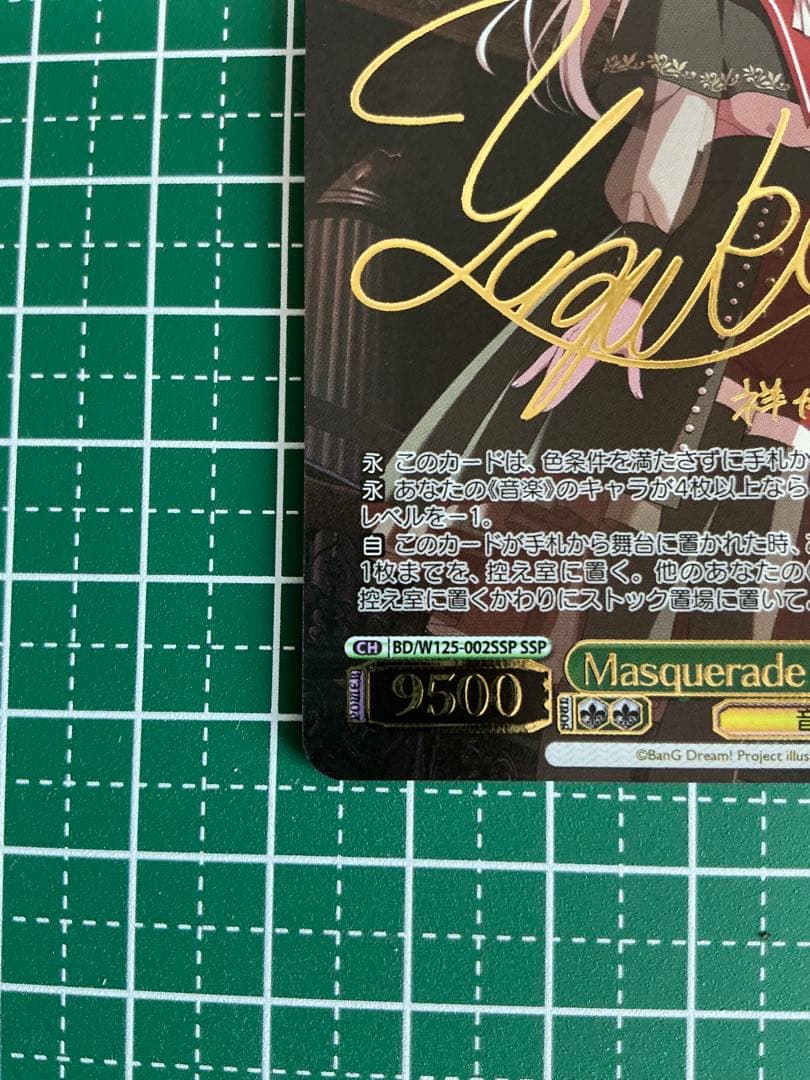 祥
永 このカードは、色条件を満たさずに手札か
永 あなたの《音楽》のキャラが4枚以上なら
レベルを－1。
自 このカードが手札から舞台に置かれた時、
1枚までを、控え室に置く。他のあなたの
控え室に置くかわりにストック置場に置いて
CH BD/W125-002SSP SSP
POWER 9500
Masquerade
SOUL
音
©BanG Dream! Project illus